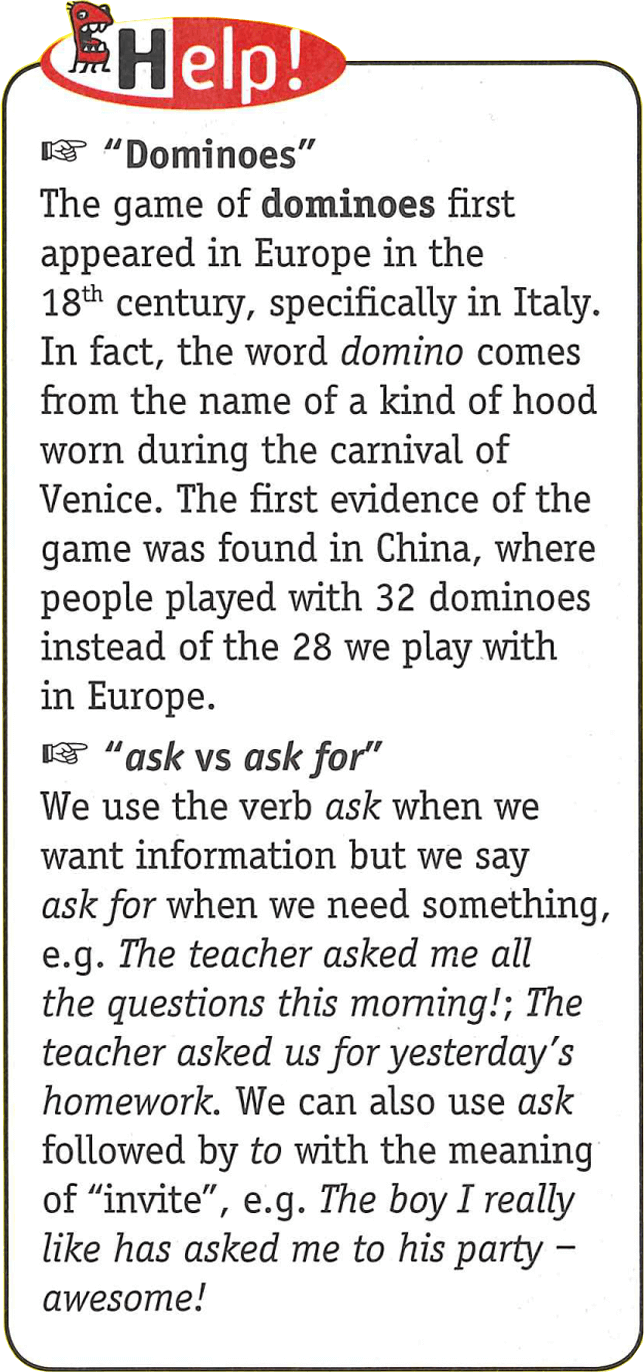 Help!
☞ “Dominoes”
The game of dominoes first
appeared in Europe in the
18th century, specifically in Italy.
In fact, the word domino comes
from the name of a kind of hood
worn during the carnival of
Venice. The first evidence of the
game was found in China, where
people played with 32 dominoes
instead of the 28 we play with
in Europe.
☞ “ask vs ask for”
We use the verb ask when we
want information but we say
ask for when we need something,
e.g. The teacher asked me all
the questions this morning!; The
teacher asked us for yesterday’s
homework. We can also use ask
followed by to with the meaning
of “invite”, e.g. The boy I really
like has asked me to his party –
awesome!